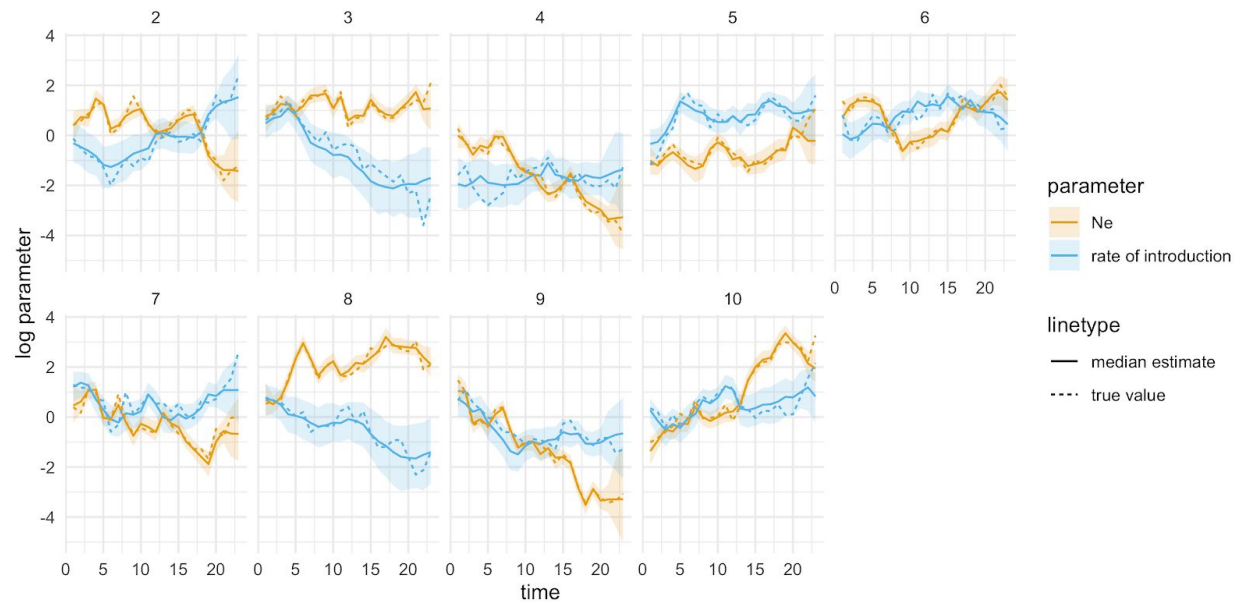 2 3 4 5 6
4
2
0
-2
-4
0 5 10 15 20
parameter
Ne
rate of introduction
log parameter
7 8 9 10
4
2
0
-2
-4
linetype
median estimate
true value
0 5 10 15 20 0 5 10 15 20 0 5 10 15 20 0 5 10 15 20
time